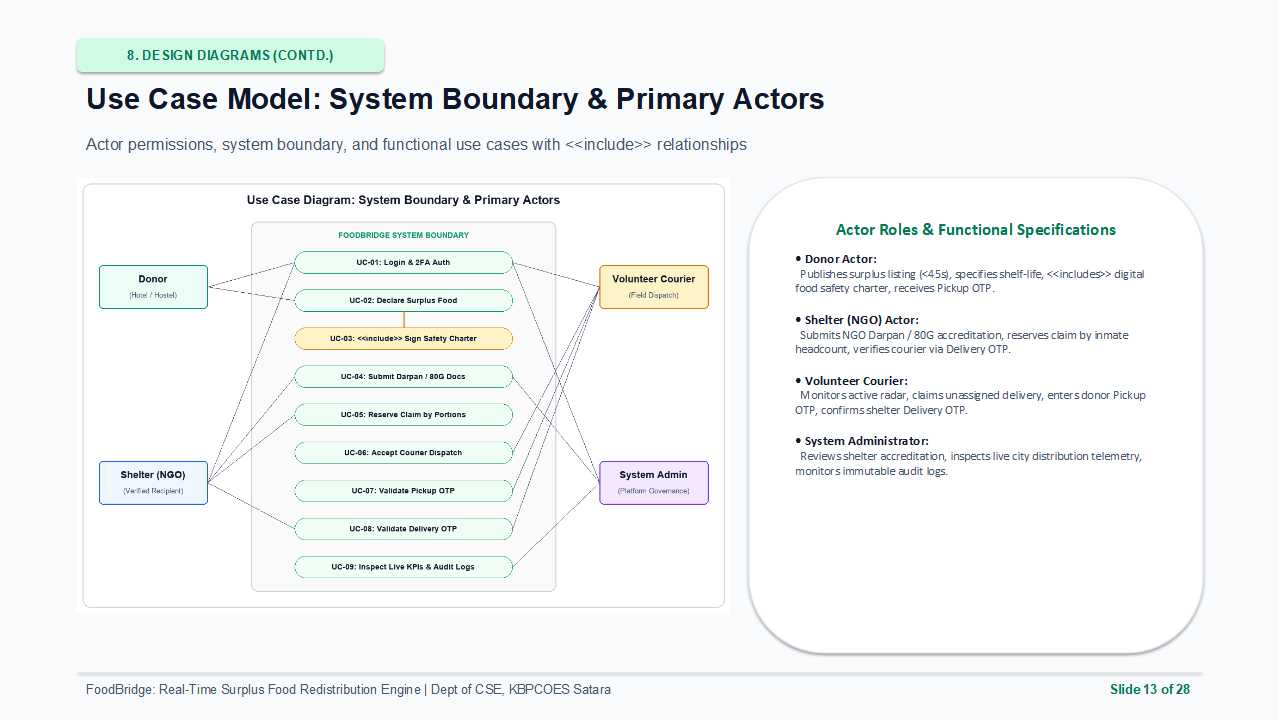 8. DESIGN DIAGRAMS (CONTD.)
Use Case Model: System Boundary & Primary Actors
Actor permissions, system boundary, and functional use cases with <<include>> relationships
Use Case Diagram: System Boundary & Primary Actors
FOODBRIDGE SYSTEM BOUNDARY
Donor
(Hotel / Hostel)
Shelter (NGO)
(Verified Recipient)
UC-01: Login & 2FA Auth
UC-02: Declare Surplus Food
UC-03: <<include>> Sign Safety Charter
UC-04: Submit Darpan / 80G Docs
UC-05: Reserve Claim by Portions
UC-06: Accept Courier Dispatch
UC-07: Validate Pickup OTP
UC-08: Validate Delivery OTP
UC-09: Inspect Live KPIs & Audit Logs
Volunteer Courier
(Field Dispatch)
System Admin
(Platform Governance)
Actor Roles & Functional Specifications
• Donor Actor:
Publishes surplus listing (<45s), specifies shelf-life, <<includes>> digital
food safety charter, receives Pickup OTP.
• Shelter (NGO) Actor:
Submits NGO Darpan / 80G accreditation, reserves claim by inmate
headcount, verifies courier via Delivery OTP.
• Volunteer Courier:
Monitors active radar, claims unassigned delivery, enters donor Pickup
OTP, confirms shelter Delivery OTP.
• System Administrator:
Reviews shelter accreditation, inspects live city distribution telemetry,
monitors immutable audit logs.
FoodBridge: Real-Time Surplus Food Redistribution Engine | Dept of CSE, KBPCOES Satara
Slide 13 of 28